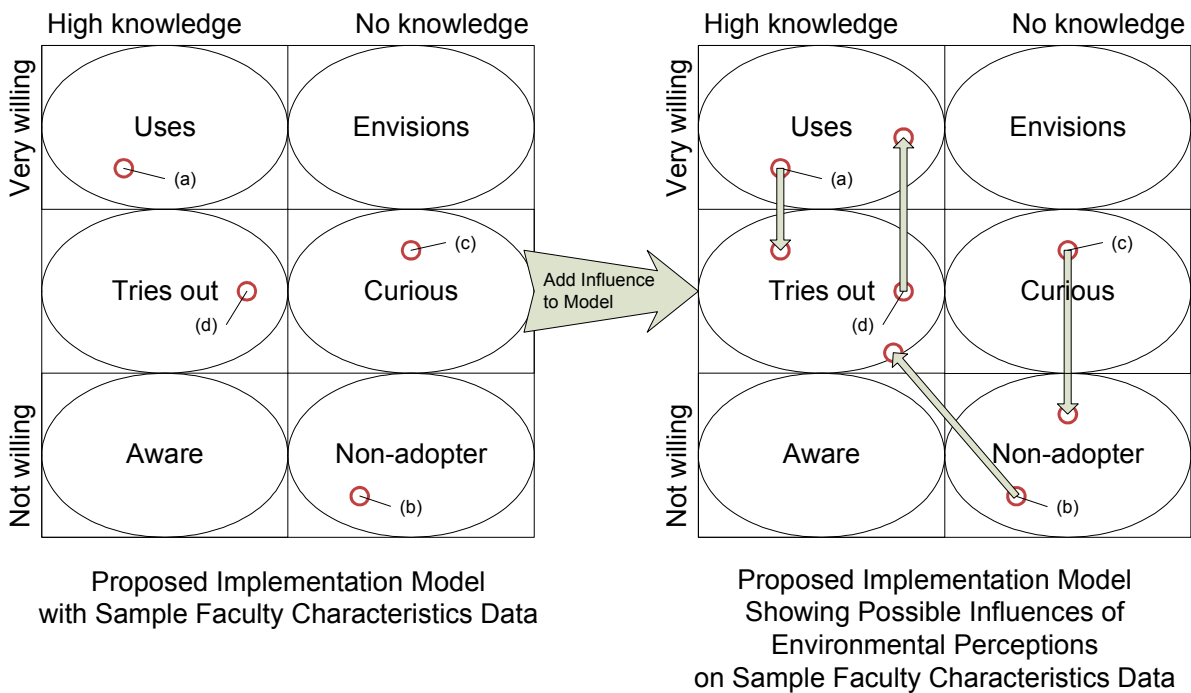 High knowledge No knowledge
Very willing
Uses
Envisions
(a)
Tries out
(d)
(c)
Curious
Not willing
Aware
Non-adopter
(b)
Proposed Implementation Model
with Sample Faculty Characteristics Data
Add Influence
to Model
High knowledge No knowledge
Very willing
Uses
Envisions
(a)
Tries out
(d)
(c)
Curious
Not willing
Aware
Non-adopter
(b)
Proposed Implementation Model
Showing Possible Influences of
Environmental Perceptions
on Sample Faculty Characteristics Data